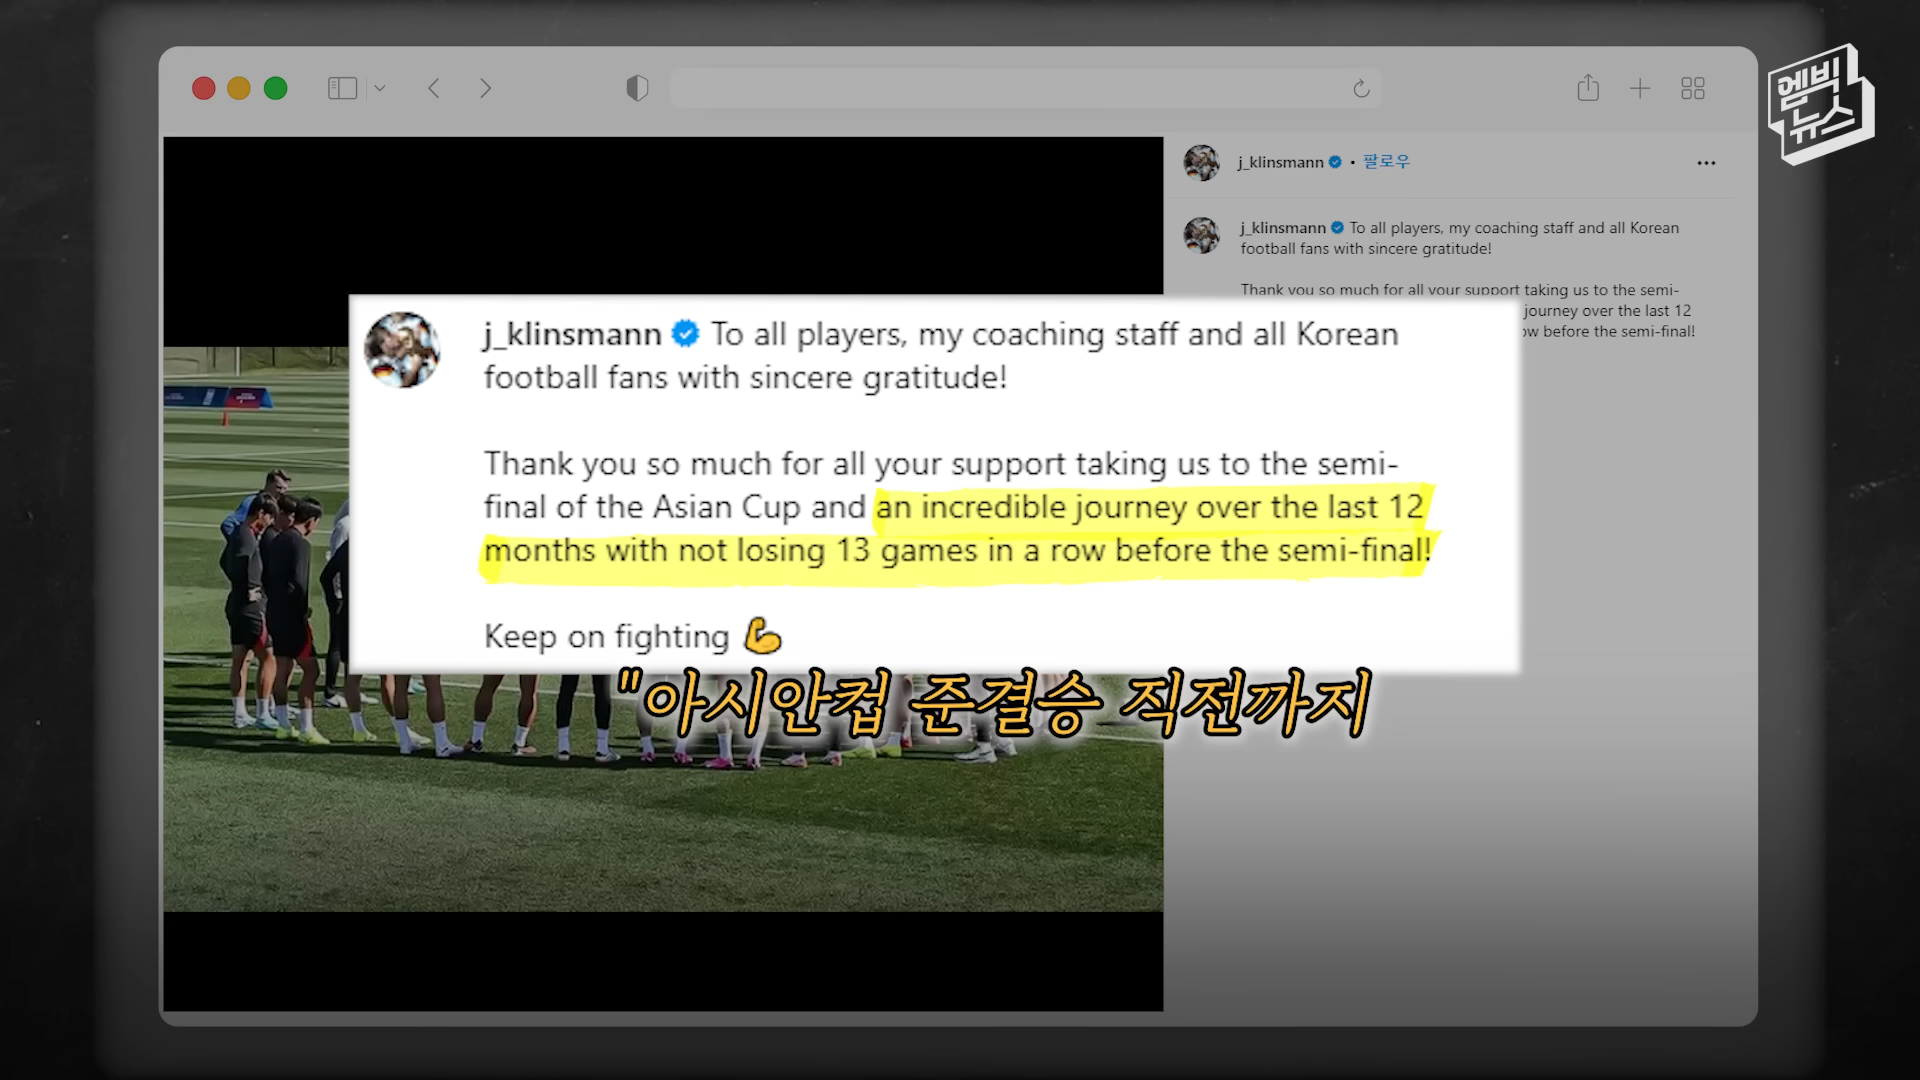 엠빅
뉴스
j_klinsmann • 팔로우
j_klinsmann To all players, my coaching staff and all Korean
football fans with sincere gratitude!
Thank you so much for all your support taking us to the semi-
journey over the last 12
before the semi-final!
j_klinsmann To all players, my coaching staff and all Korean
football fans with sincere gratitude!
Thank you so much for all your support taking us to the semi-
final of the Asian Cup and an incredible journey over the last 12
months with not losing 13 games in a row before the semi-final!
Keep on fighting 💪
"아시안컵 준결승 직전까지